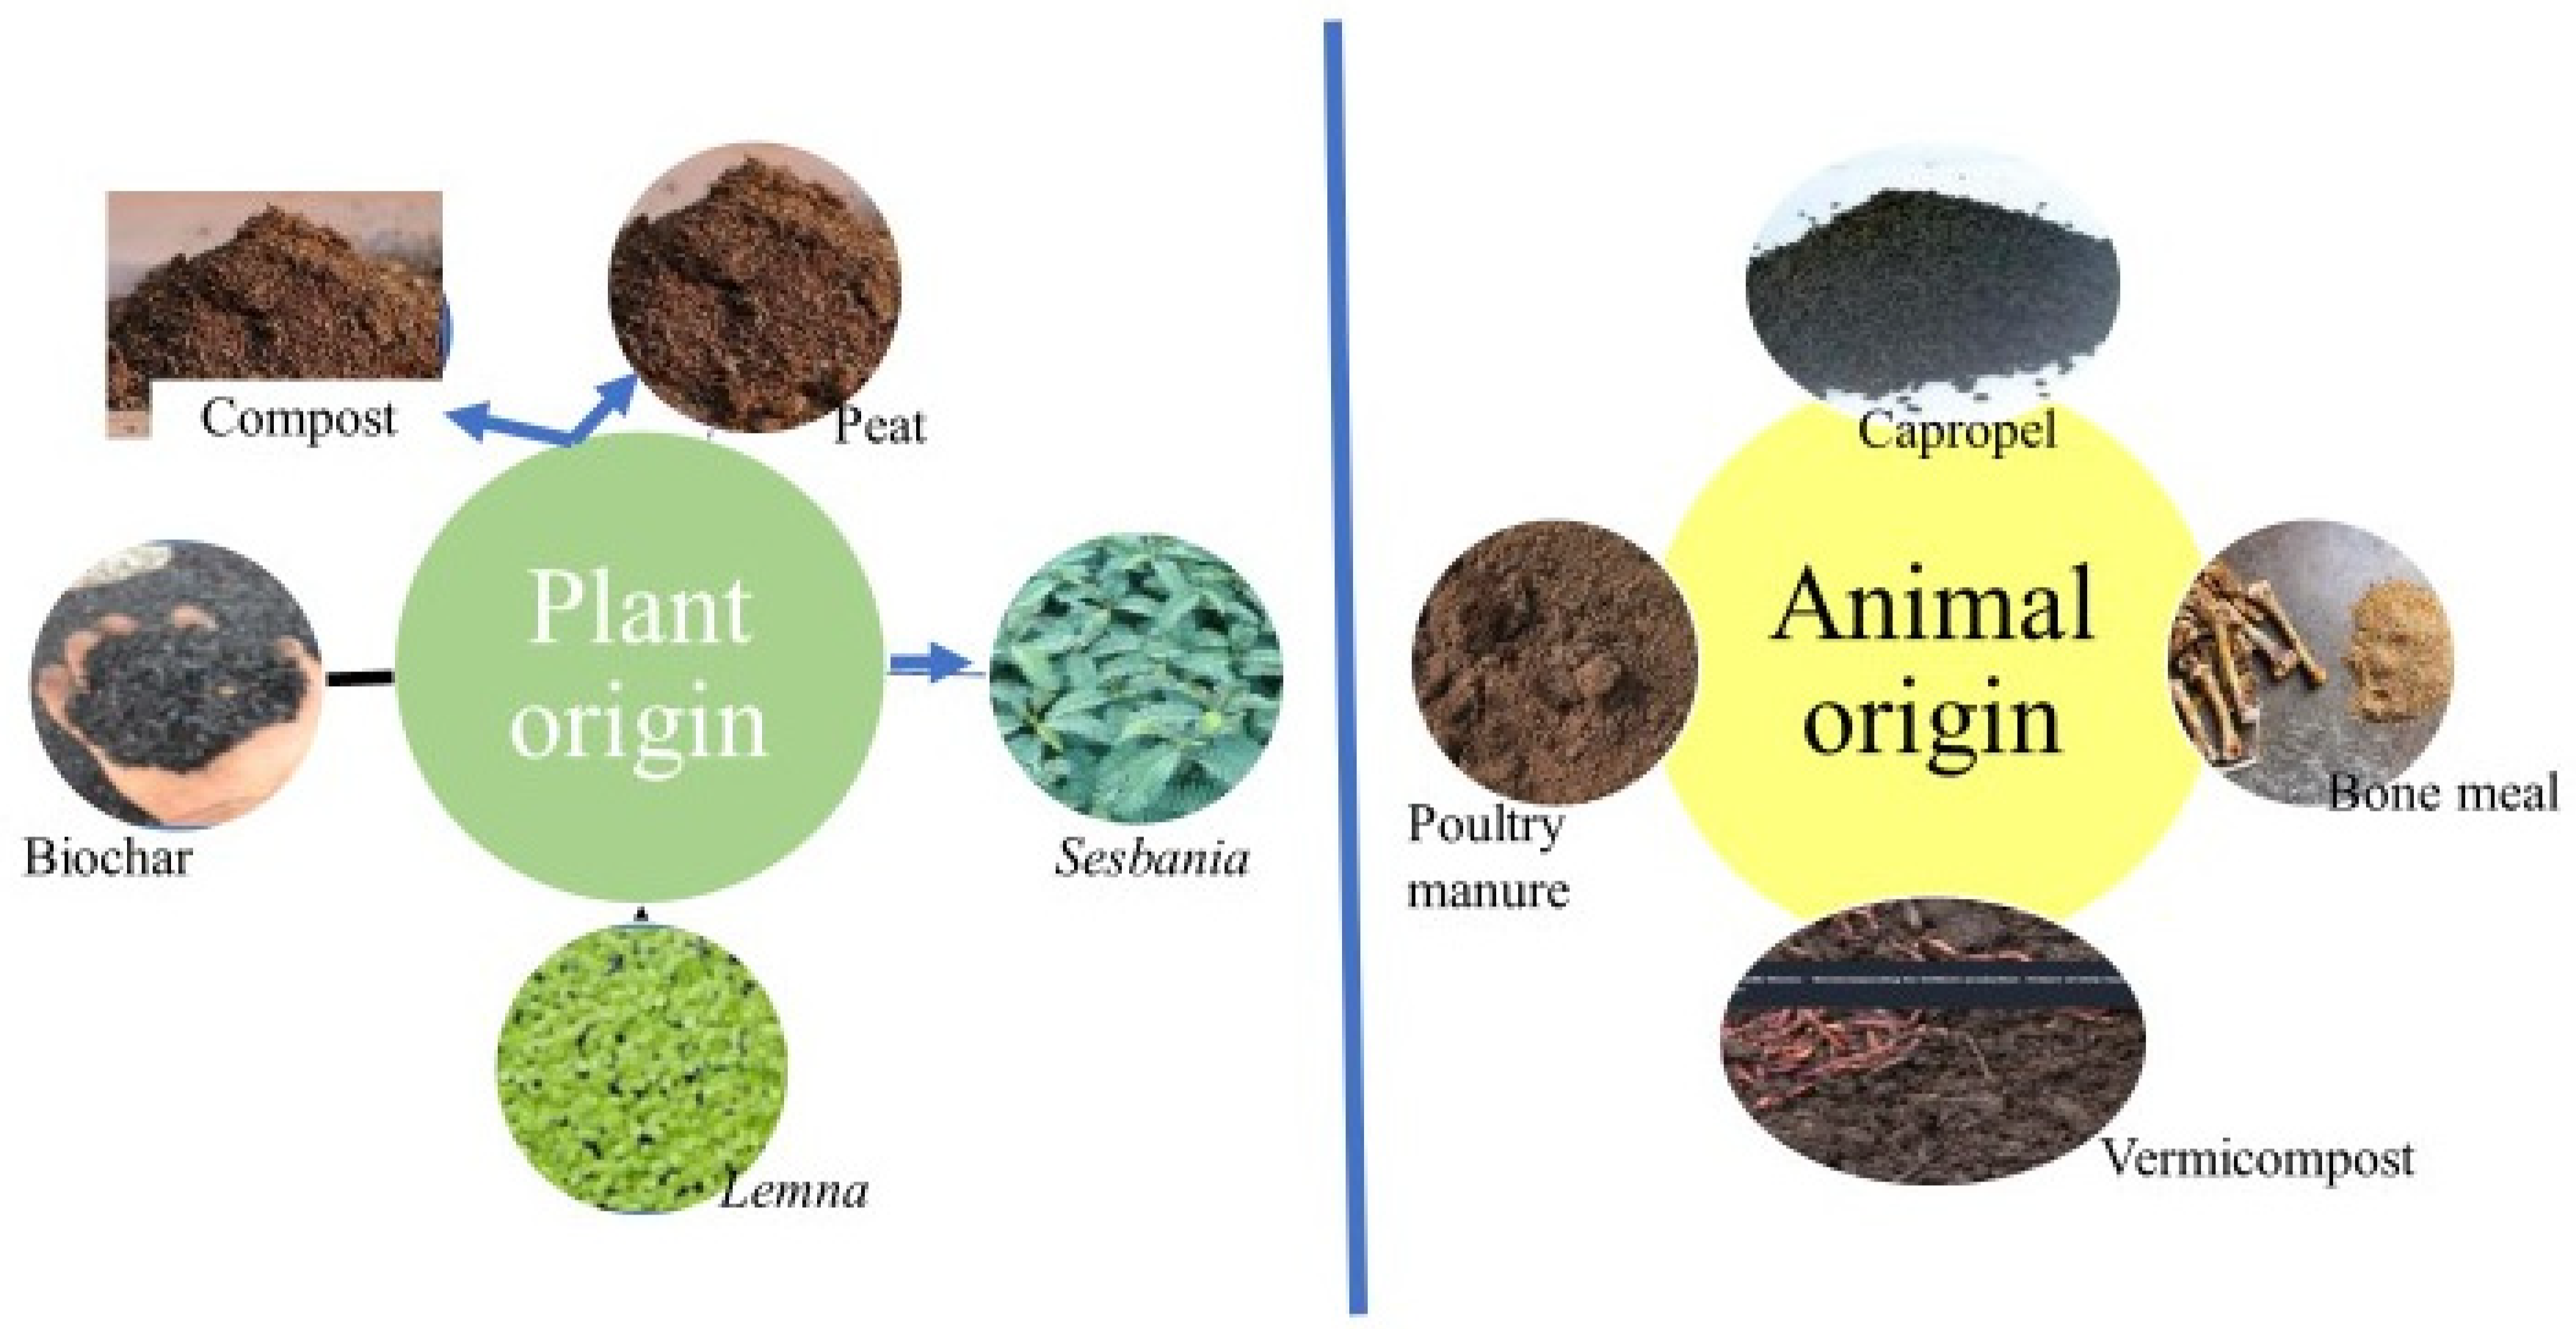 Compost
Peat
Plant
origin
Biochar
Sesbania
Lemna
Capropel
Animal
origin
Poultry
manure
Bone meal
Vermicompost